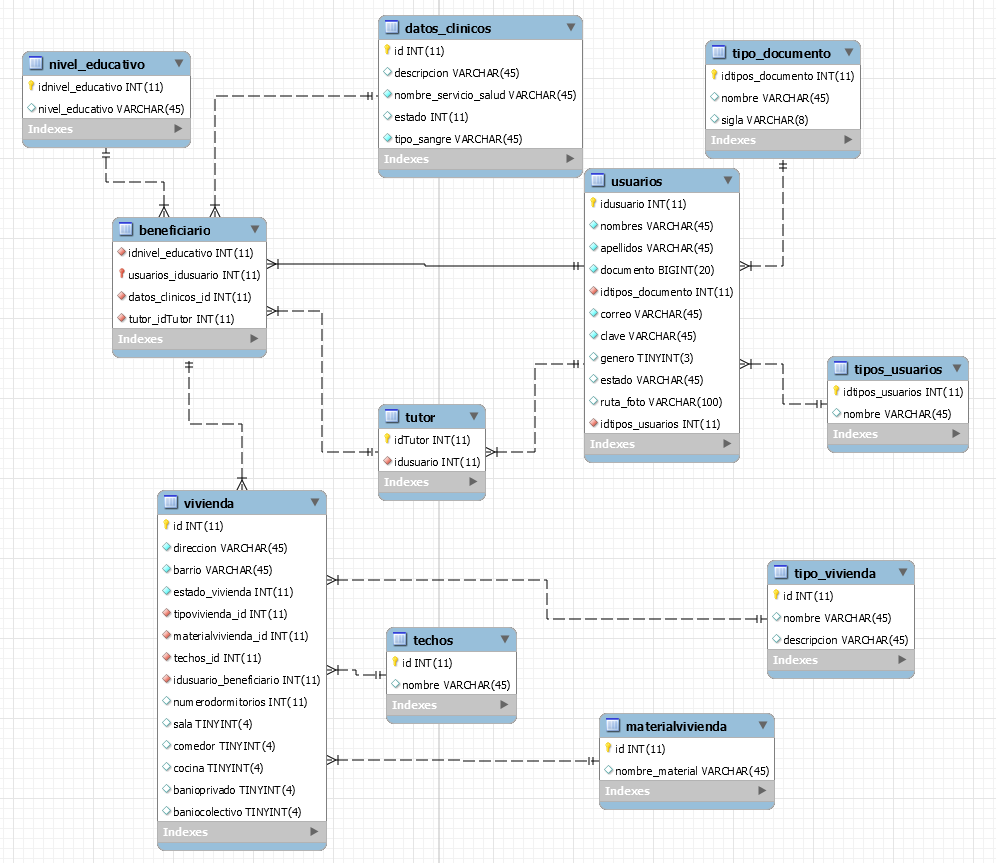 datos_clinicos
id INT(11)
descripcion VARCHAR(45)
nombre_servicio_salud VARCHAR(45)
estado INT(11)
tipo_sangre VARCHAR(45)
Indexes
nivel_educativo
idnivel_educativo INT(11)
nivel_educativo VARCHAR(45)
Indexes
tipo_documento
idtipos_documento INT(11)
nombre VARCHAR(45)
sigla VARCHAR(8)
Indexes
usuarios
idusuario INT(11)
nombres VARCHAR(45)
apellidos VARCHAR(45)
documento BIGINT(20)
idtipos_documento INT(11)
correo VARCHAR(45)
clave VARCHAR(45)
genero TINYINT(3)
estado VARCHAR(45)
ruta_foto VARCHAR(100)
idtipos_usuarios INT(11)
Indexes
beneficiario
idnivel_educativo INT(11)
usuarios_idusuario INT(11)
datos_clinicos_id INT(11)
tutor_idTutor INT(11)
Indexes
tipos_usuarios
idtipos_usuarios INT(11)
nombre VARCHAR(45)
Indexes
tutor
idTutor INT(11)
idusuario INT(11)
Indexes
vivienda
id INT(11)
direccion VARCHAR(45)
barrio VARCHAR(45)
estado_vivienda INT(11)
tipovivienda_id INT(11)
materialvivienda_id INT(11)
techos_id INT(11)
idusuario_beneficiario INT(11)
numerodormitorios INT(11)
sala TINYINT(4)
comedor TINYINT(4)
cocina TINYINT(4)
banioprivado TINYINT(4)
baniocolectivo TINYINT(4)
Indexes
tipo_vivienda
id INT(11)
nombre VARCHAR(45)
descripcion VARCHAR(45)
Indexes
techos
id INT(11)
nombre VARCHAR(45)
Indexes
materialvivienda
id INT(11)
nombre_material VARCHAR(45)
Indexes